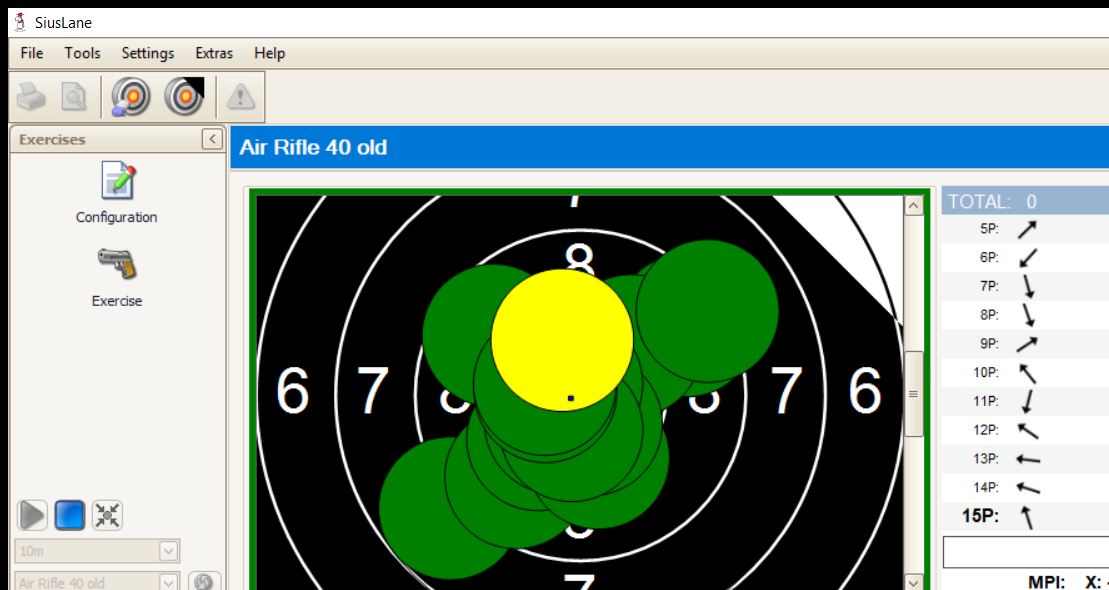 SiusLane
File Tools Settings Extras Help
Exercises
Air Rifle 40 old
Configuration
Exercise
10m
Air Rifle 40 old
7
8
6 7 8 8 7 6
8
7
TOTAL: 0
5P:
6P:
7P:
8P:
9P:
10P:
11P:
12P:
13P:
14P:
15P:
MPI: X: -